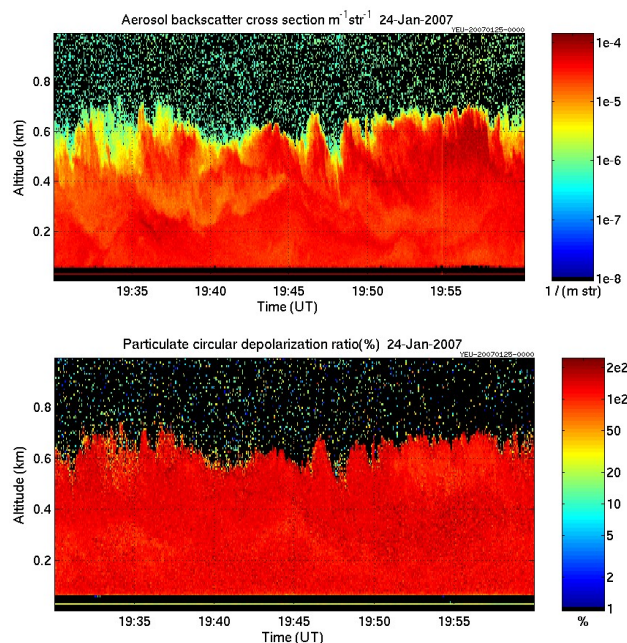 Aerosol backscatter cross section m⁻¹str⁻¹ 24-Jan-2007
YEU-20070125-0000
Altitude (km)
0.8
0.6
0.4
0.2
19:35 19:40 19:45 19:50 19:55
Time (UT)
1e-4
1e-5
1e-6
1e-7
1e-8
1 / (m str)
Particulate circular depolarization ratio(%) 24-Jan-2007
YEU-20070125-0000
Altitude (km)
0.8
0.6
0.4
0.2
19:35 19:40 19:45 19:50 19:55
Time (UT)
2e2
1e2
50
20
10
5
2
1
%